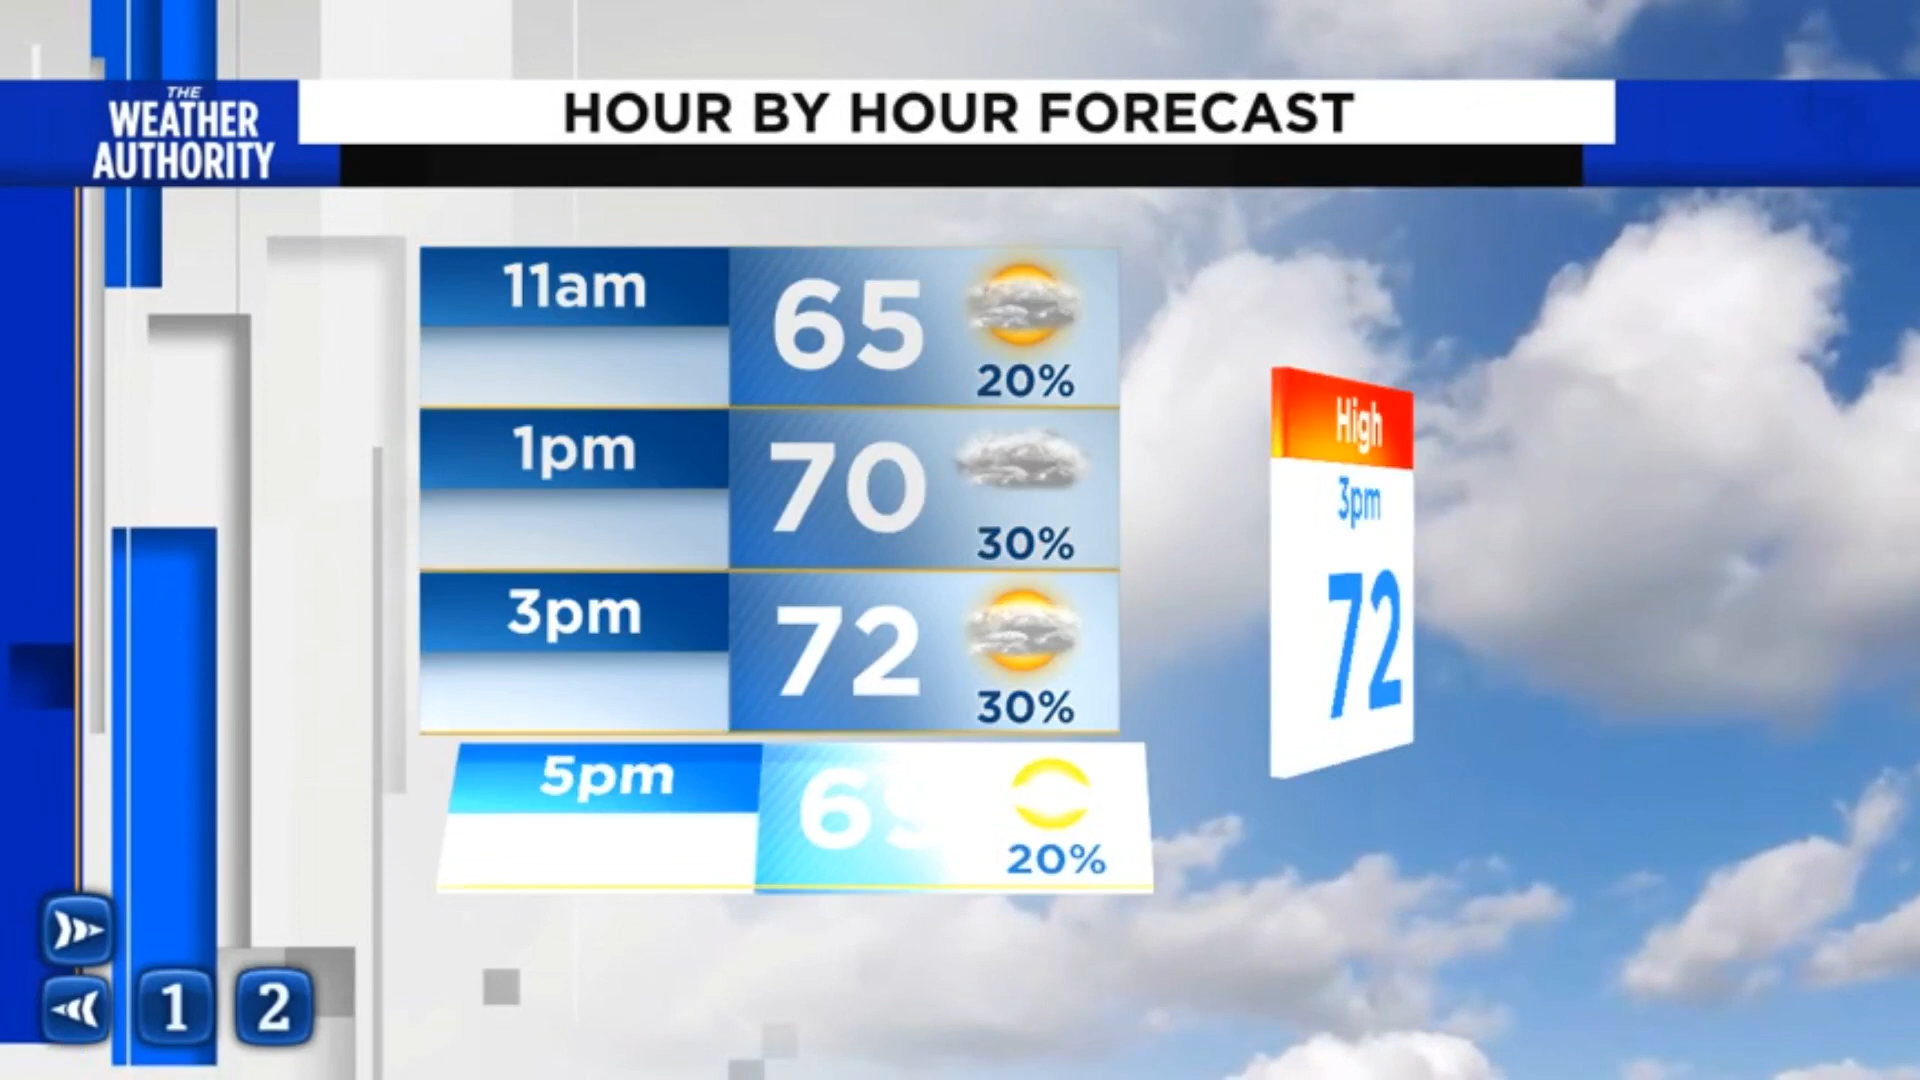 THE
WEATHER
AUTHORITY
HOUR BY HOUR FORECAST
11am
65
20%
1pm
70
30%
3pm
72
30%
5pm
20%
High
3pm
72
1 2